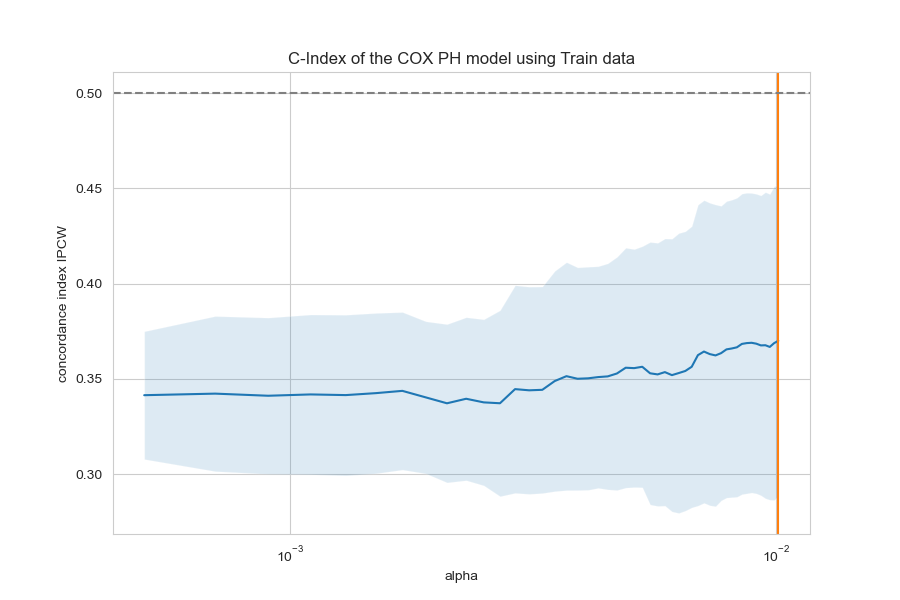 C-Index of the COX PH model using Train data
concordance index IPCW
0.50
0.45
0.40
0.35
0.30
10⁻³
10⁻²
alpha